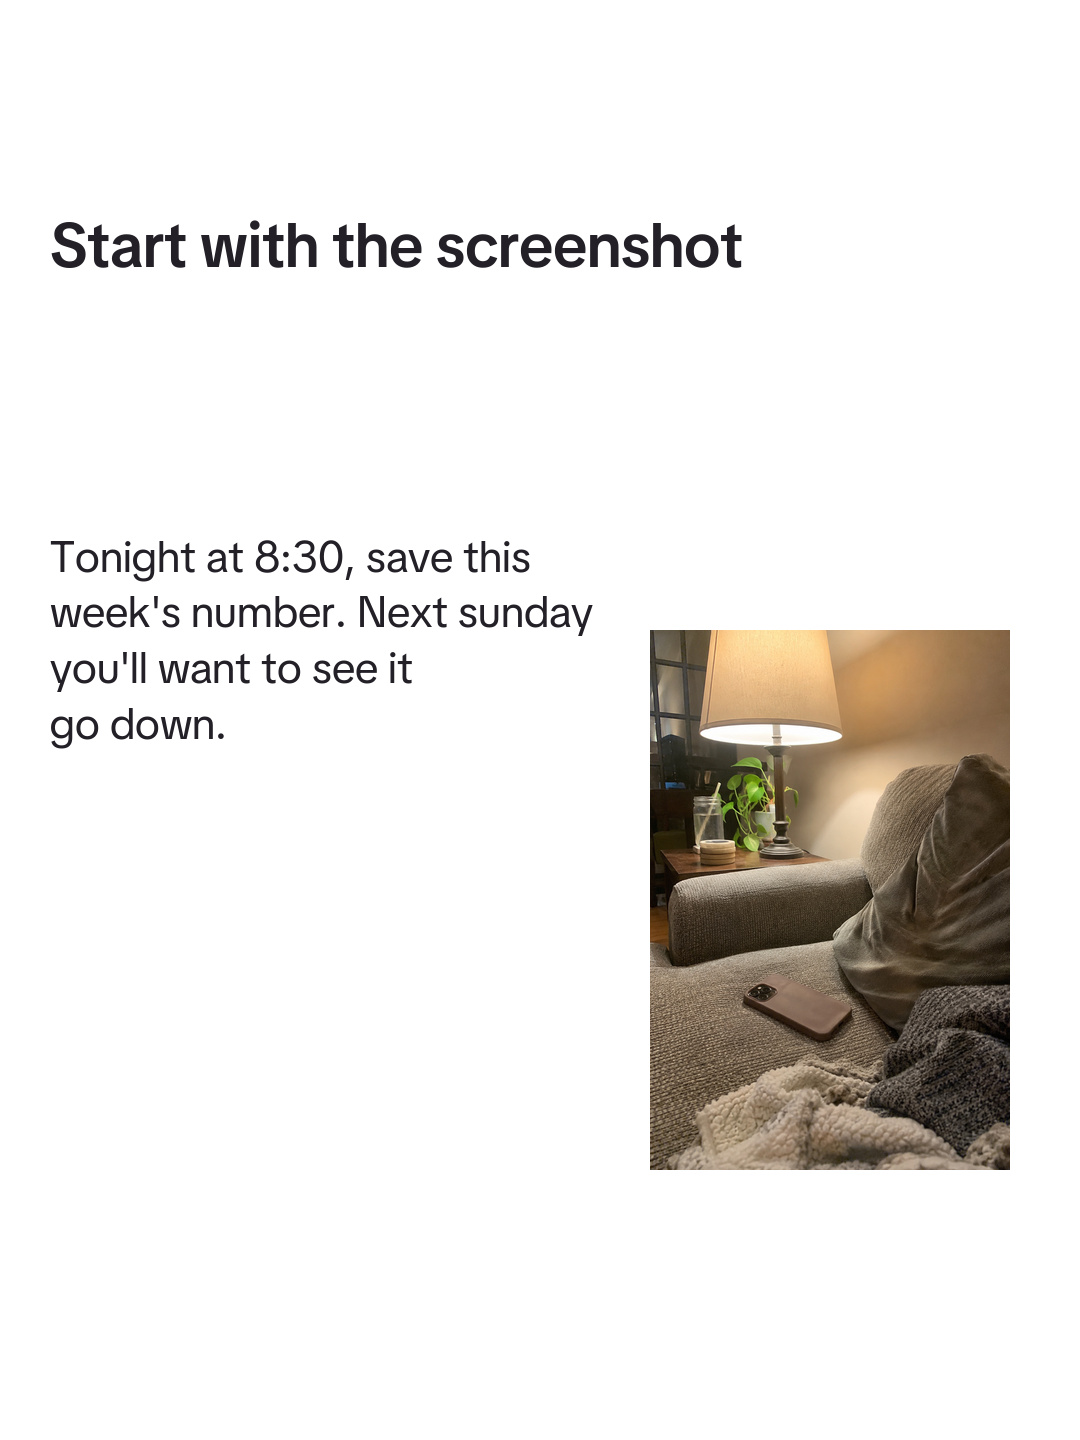 Start with the screenshot
Tonight at 8:30, save this
week's number. Next sunday
you'll want to see it
go down.